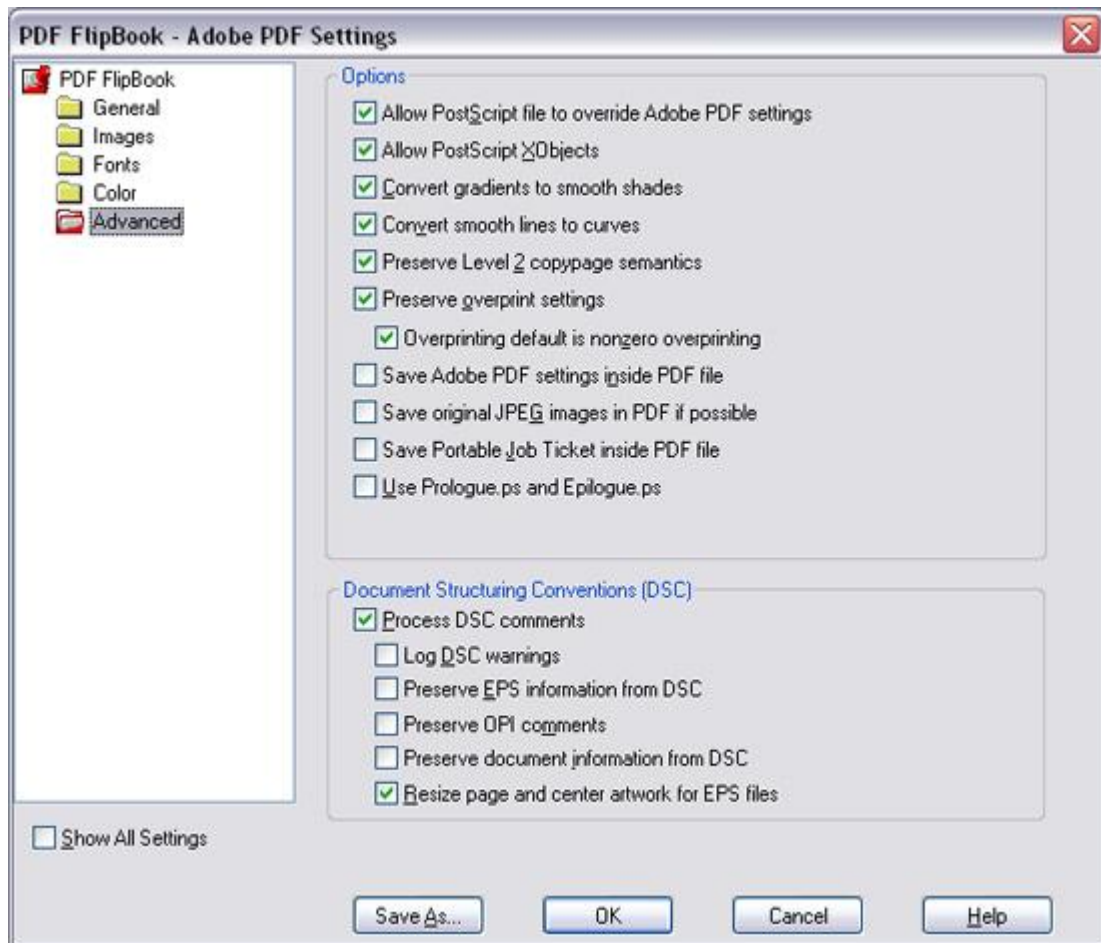 PDF FlipBook - Adobe PDF Settings
PDF FlipBook
General
Images
Fonts
Color
Advanced
Show All Settings
Options
Allow PostScript file to override Adobe PDF settings
Allow PostScript XObjects
Convert gradients to smooth shades
Convert smooth lines to curves
Preserve Level 2 copypage semantics
Preserve overprint settings
Overprinting default is nonzero overprinting
Save Adobe PDF settings inside PDF file
Save original JPEG images in PDF if possible
Save Portable Job Ticket inside PDF file
Use Prologue.ps and Epilogue.ps
Document Structuring Conventions (DSC)
Process DSC comments
Log DSC warnings
Preserve EPS information from DSC
Preserve OPI comments
Preserve document information from DSC
Resize page and center artwork for EPS files
Save As...
OK
Cancel
Help